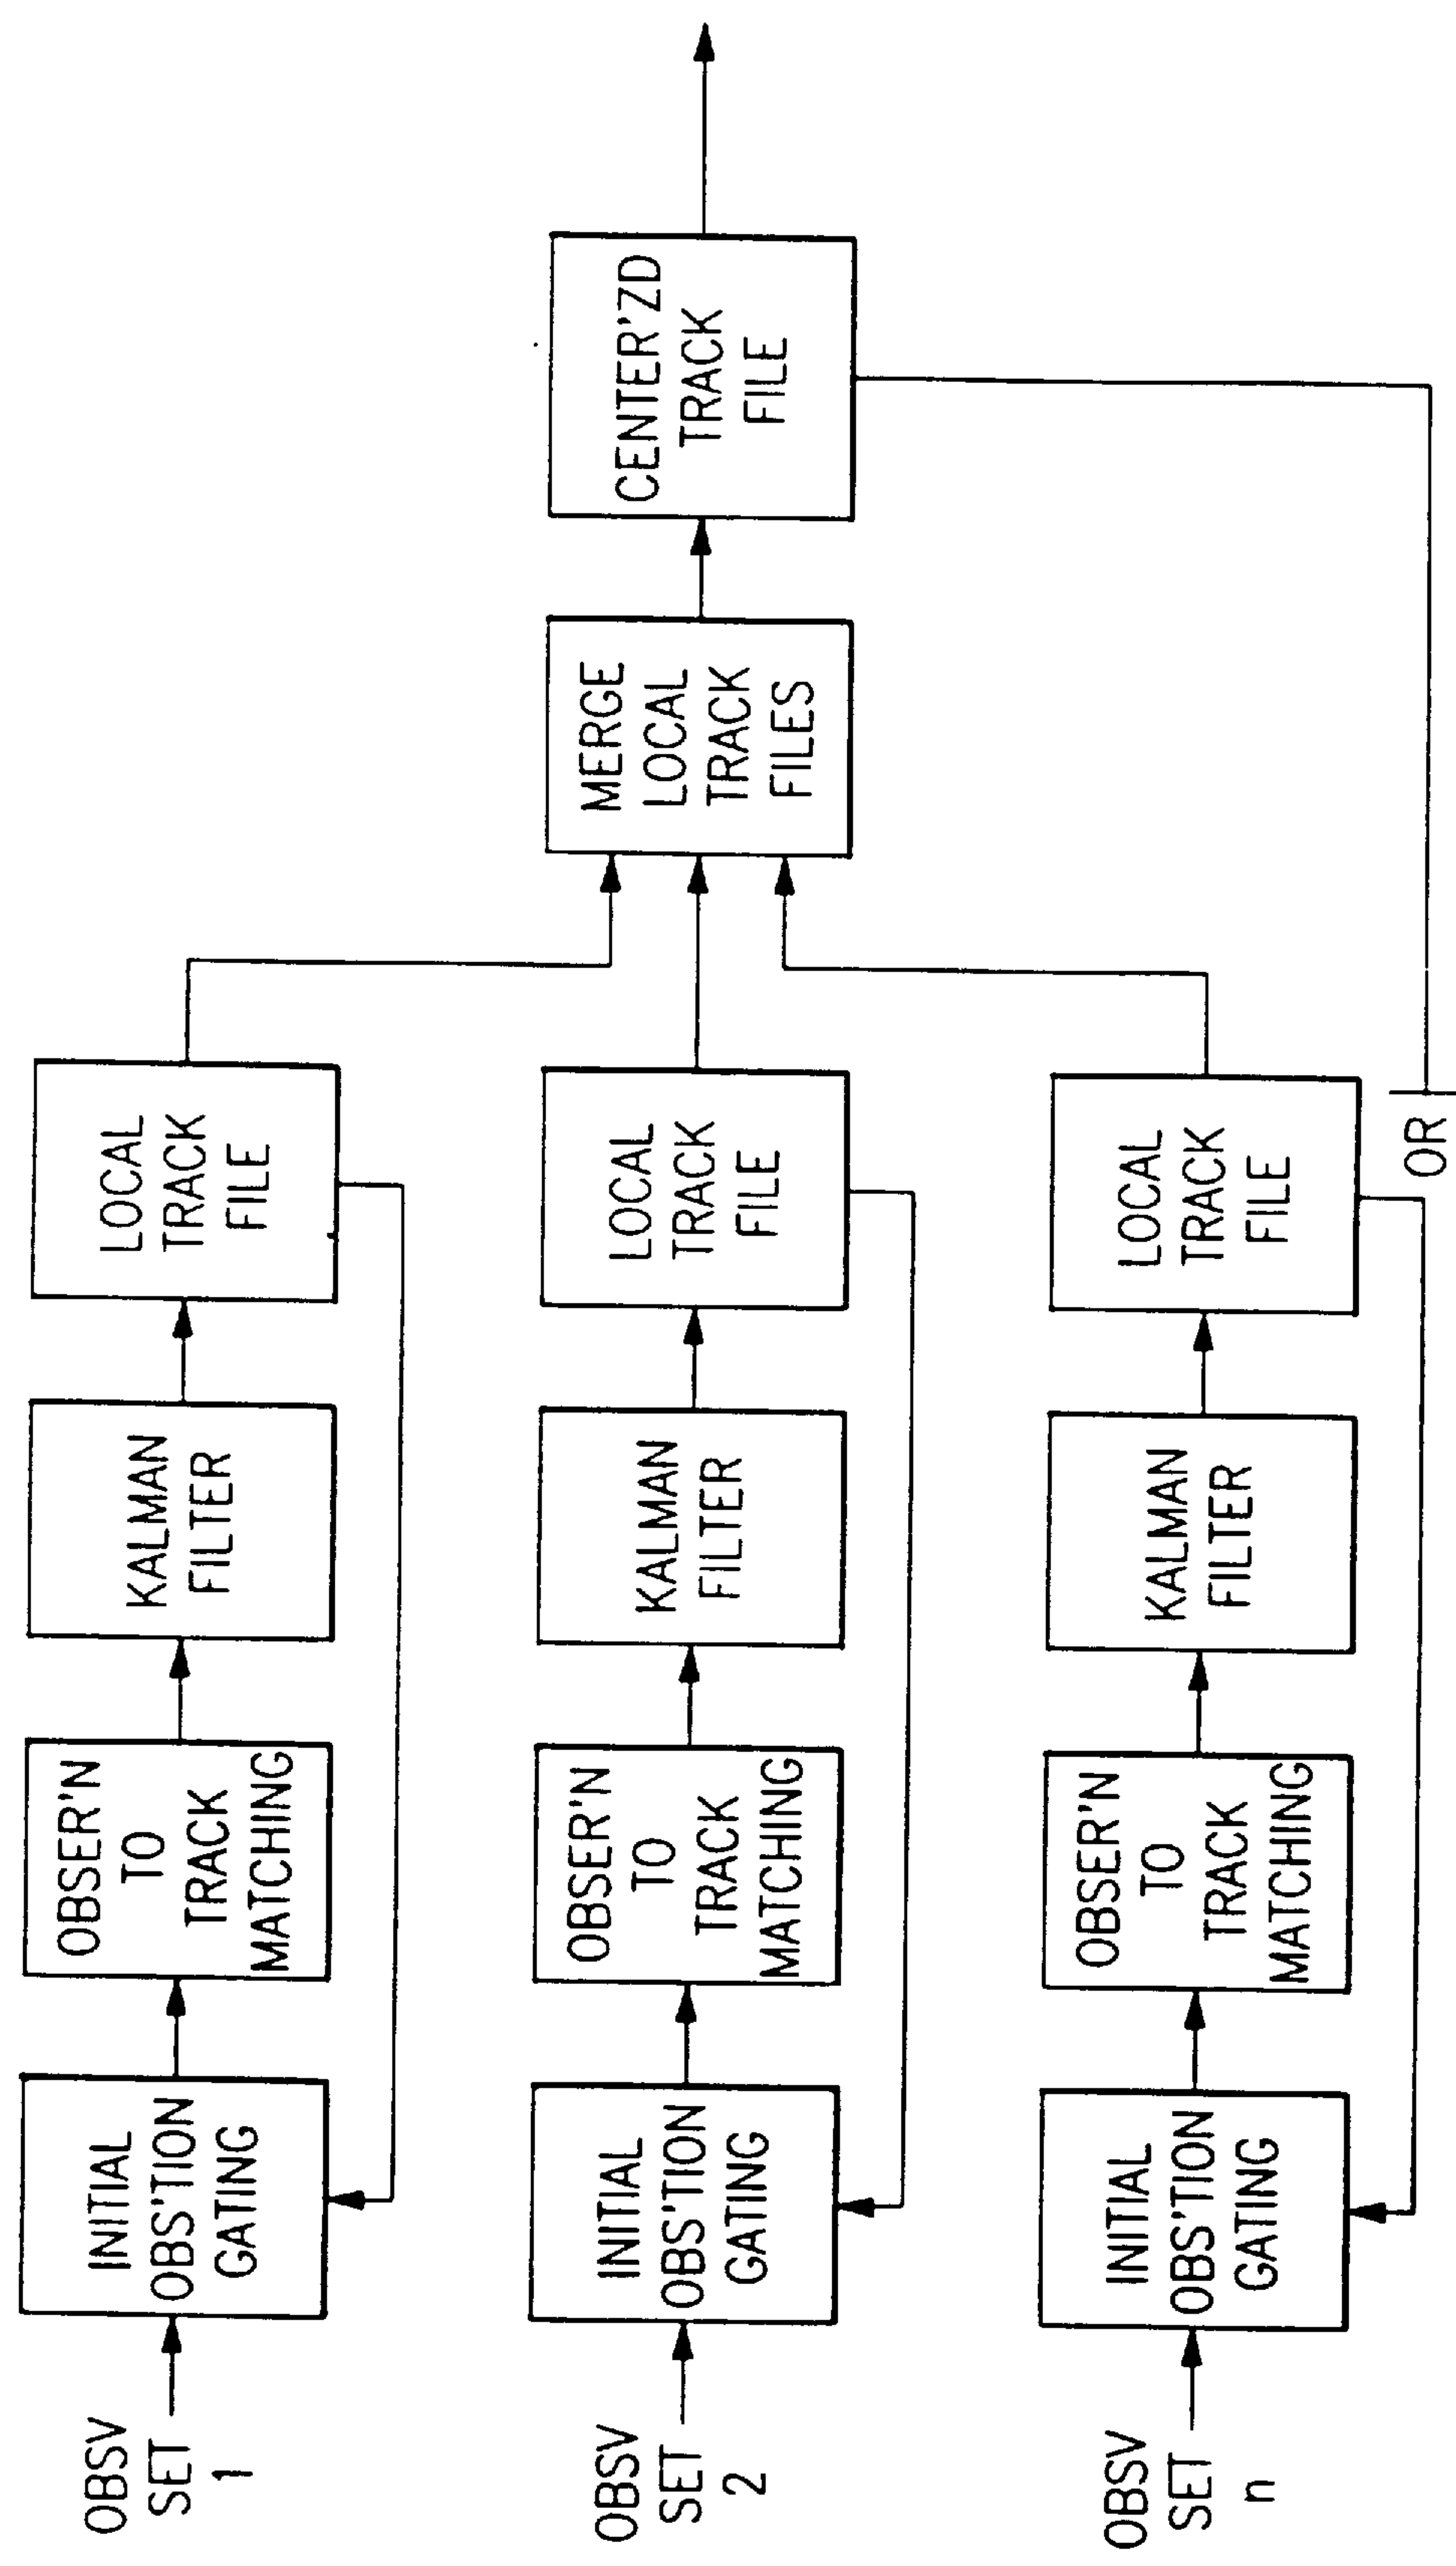 OBSV
SET
1
INITIAL
OBS'TION
GATING
OBSER'N
TO
TRACK
MATCHING
KALMAN
FILTER
LOCAL
TRACK
FILE
OBSV
SET
2
INITIAL
OBS'TION
GATING
OBSER'N
TO
TRACK
MATCHING
KALMAN
FILTER
LOCAL
TRACK
FILE
MERGE
LOCAL
TRACK
FILES
CENTER'ZD
TRACK
FILE
OBSV
SET
n
INITIAL
OBS'TION
GATING
OBSER'N
TO
TRACK
MATCHING
KALMAN
FILTER
LOCAL
TRACK
FILE
OR